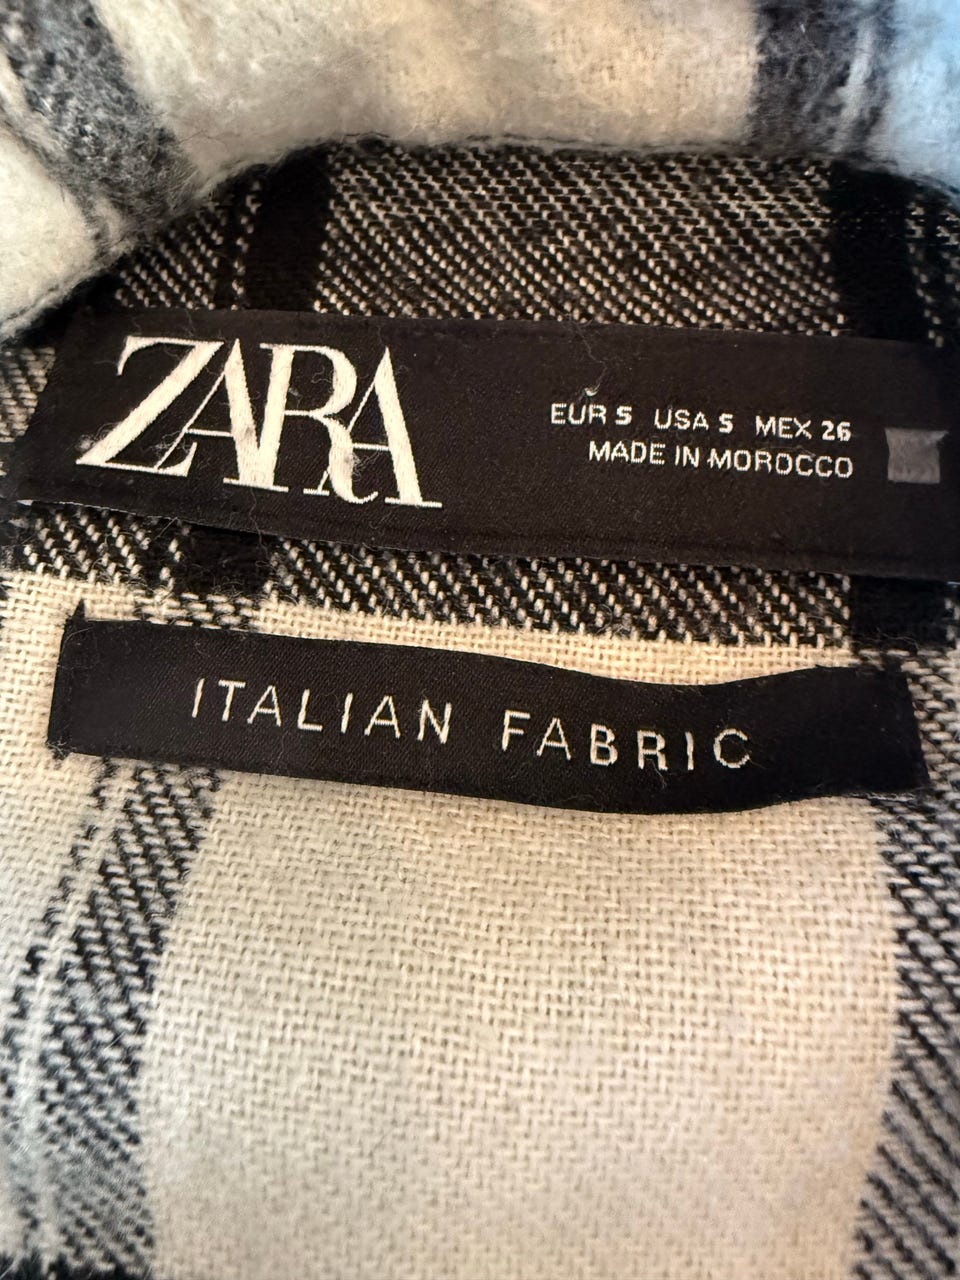 ZARA
EUR S USA S MEX 26
MADE IN MOROCCO
ITALIAN FABRIC